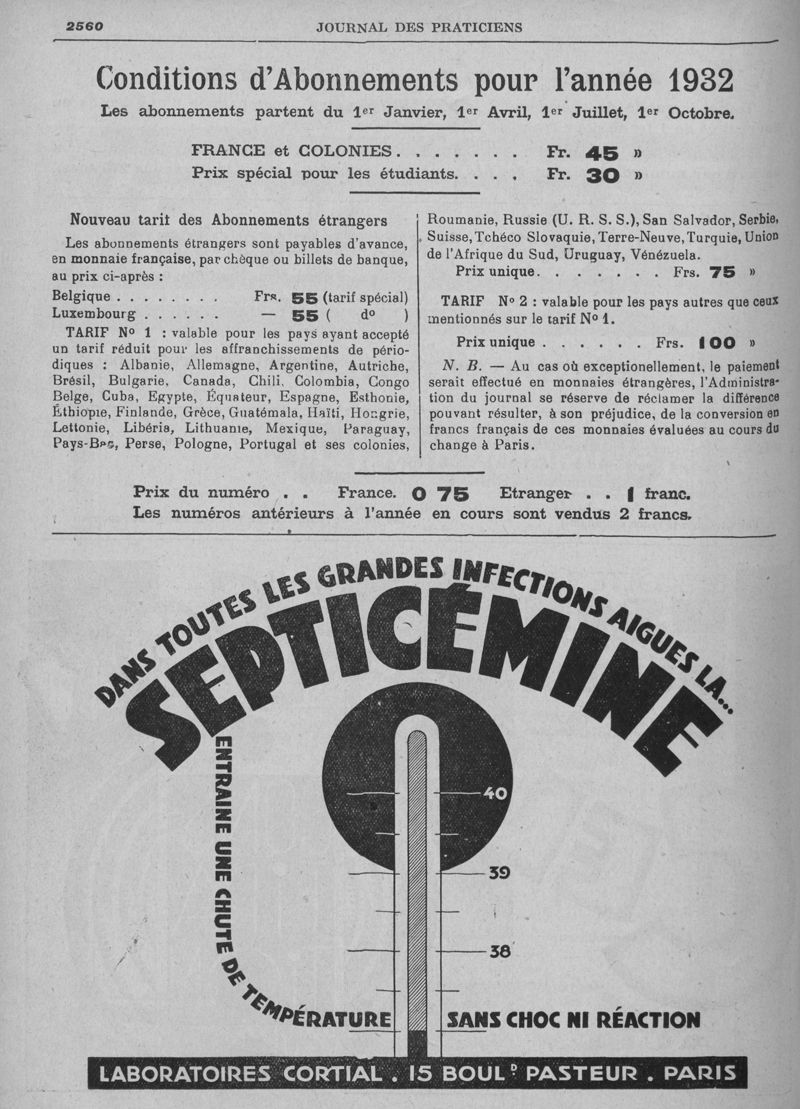 2560
JOURNAL DES PRATICIENS
Conditions d'Abonnements pour l'année 1932
Les abonnements partent du 1er Janvier, 1er Avril, 1er Juillet, 1er Octobre.
FRANCE et COLONIES. . . . . . . Fr. 45 »
Prix spécial pour les étudiants. . . . Fr. 30 »
Nouveau tarif des Abonnements étrangers
Les abonnements étrangers sont payables d'avance,
en monnaie française, par chèque ou billets de banque,
au prix ci-après :
Belgique . . . . . . . . Frs. 55 (tarif spécial)
Luxembourg . . . . . . — 55 ( do )
TARIF No 1 : valable pour les pays ayant accepté
un tarif réduit pour les affranchissements de pério-
diques : Albanie, Allemagne, Argentine, Autriche,
Brésil, Bulgarie, Canada, Chili, Colombia, Congo
Belge, Cuba, Egypte, Équateur, Espagne, Esthonie,
Éthiopie, Finlande, Grèce, Guatémala, Haïti, Hongrie,
Lettonie, Libéria, Lithuanie, Mexique, Paraguay,
Pays-Bas, Perse, Pologne, Portugal et ses colonies,
Roumanie, Russie (U. R. S. S.), San Salvador, Serbie,
Suisse, Tchéco Slovaquie, Terre-Neuve, Turquie, Union
de l'Afrique du Sud, Uruguay, Vénézuela.
Prix unique. . . . . . . Frs. 75 »
TARIF No 2 : valable pour les pays autres que ceux
mentionnés sur le tarif No 1.
Prix unique . . . . . . Frs. 100 »
N. B. — Au cas où exceptionellement, le paiement
serait effectué en monnaies étrangères, l'Administra-
tion du journal se réserve de réclamer la différence
pouvant résulter, à son préjudice, de la conversion en
francs français de ces monnaies évaluées au cours du
change à Paris.
Prix du numéro . . France. 0 75 Etranger . . 1 franc.
Les numéros antérieurs à l'année en cours sont vendus 2 francs.
DANS TOUTES LES GRANDES INFECTIONS AIGUES LA...
SEPTICÉMINE
40
39
38
ENTRAINE UNE CHUTE DE TEMPÉRATURE SANS CHOC NI RÉACTION
LABORATOIRES CORTIAL . 15 BOULD. PASTEUR . PARIS